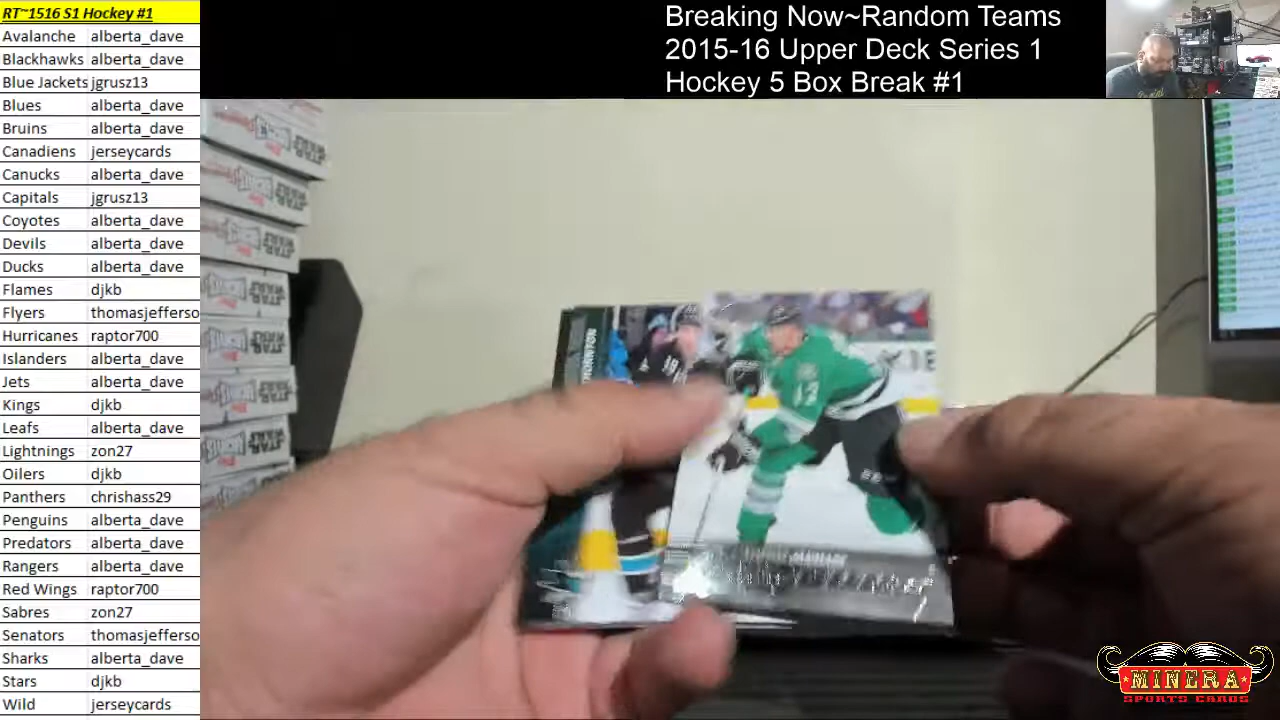 RT~1516 S1 Hockey #1
Avalanche alberta_dave
Blackhawks alberta_dave
Blue Jackets jgrusz13
Blues alberta_dave
Bruins alberta_dave
Canadiens jerseycards
Canucks alberta_dave
Capitals jgrusz13
Coyotes alberta_dave
Devils alberta_dave
Ducks alberta_dave
Flames djkb
Flyers thomasjefferso
Hurricanes raptor700
Islanders alberta_dave
Jets alberta_dave
Kings djkb
Leafs alberta_dave
Lightnings zon27
Oilers djkb
Panthers chrishass29
Penguins alberta_dave
Predators alberta_dave
Rangers alberta_dave
Red Wings raptor700
Sabres zon27
Senators thomasjefferso
Sharks alberta_dave
Stars djkb
Wild jerseycards
Breaking Now~Random Teams
2015-16 Upper Deck Series 1
Hockey 5 Box Break #1
STAR WARS
THORNTON
MINERA
SPORTS CARDS